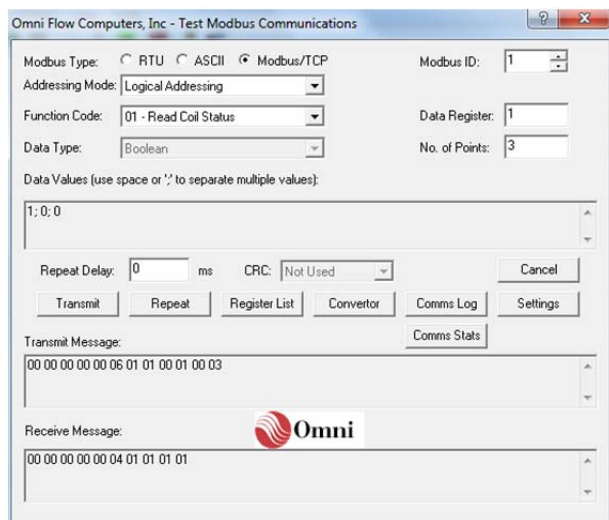 Omni Flow Computers, Inc - Test Modbus Communications
Modbus Type: RTU ASCII Modbus/TCP Modbus ID: 1
Addressing Mode: Logical Addressing
Function Code: 01 - Read Coil Status Data Register: 1
Data Type: Boolean No. of Points: 3
Data Values (use space or ';' to separate multiple values):
1; 0; 0
Repeat Delay: 0 ms CRC: Not Used Cancel
Transmit Repeat Register List Convertor Comms Log Settings
Transmit Message: Comms Stats
00 00 00 00 00 06 01 01 00 01 00 03
Omni
Receive Message:
00 00 00 00 00 04 01 01 01 01